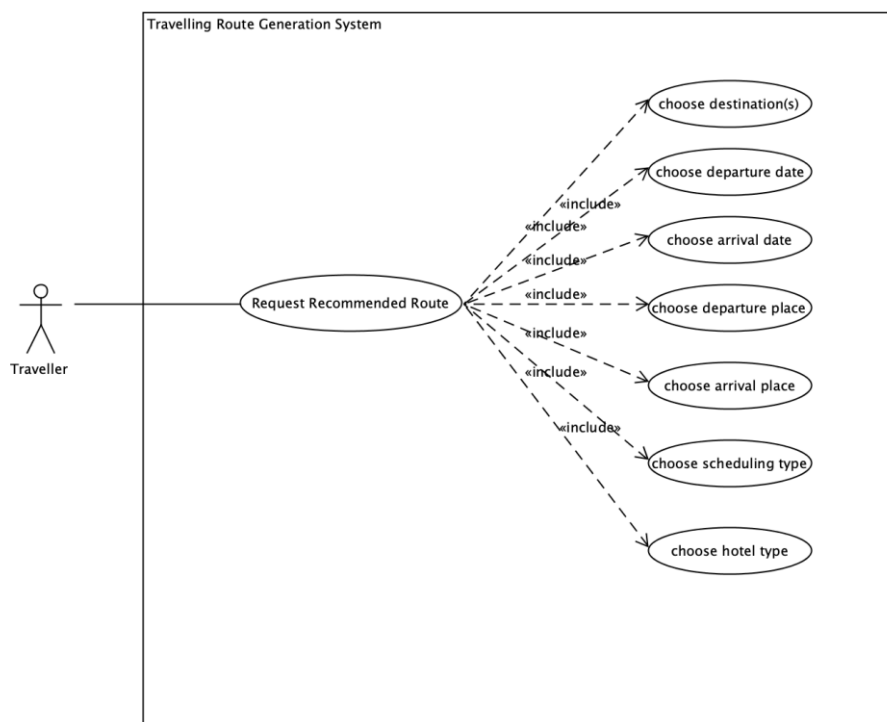 Travelling Route Generation System
choose destination(s)
choose departure date
«include»
«include»
choose arrival date
«include»
«include»
Request Recommended Route
choose departure place
«include»
Traveller
«include»
choose arrival place
«include»
choose scheduling type
choose hotel type